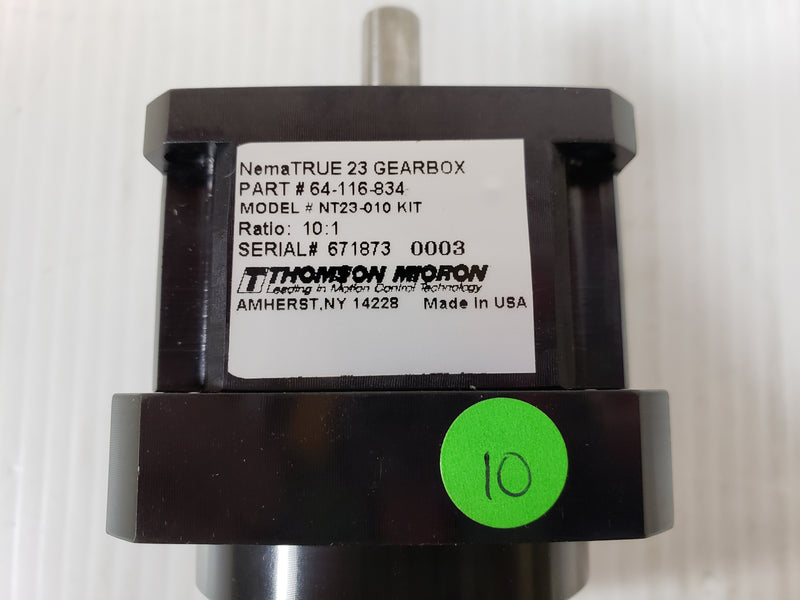 NemaTRUE 23 GEARBOX
PART # 64-116-834
MODEL # NT23-010 KIT
Ratio: 10:1
SERIAL# 671873 0003
THOMSON MICRON
Leading in Motion Control Technology
AMHERST, NY 14228 Made In USA
10